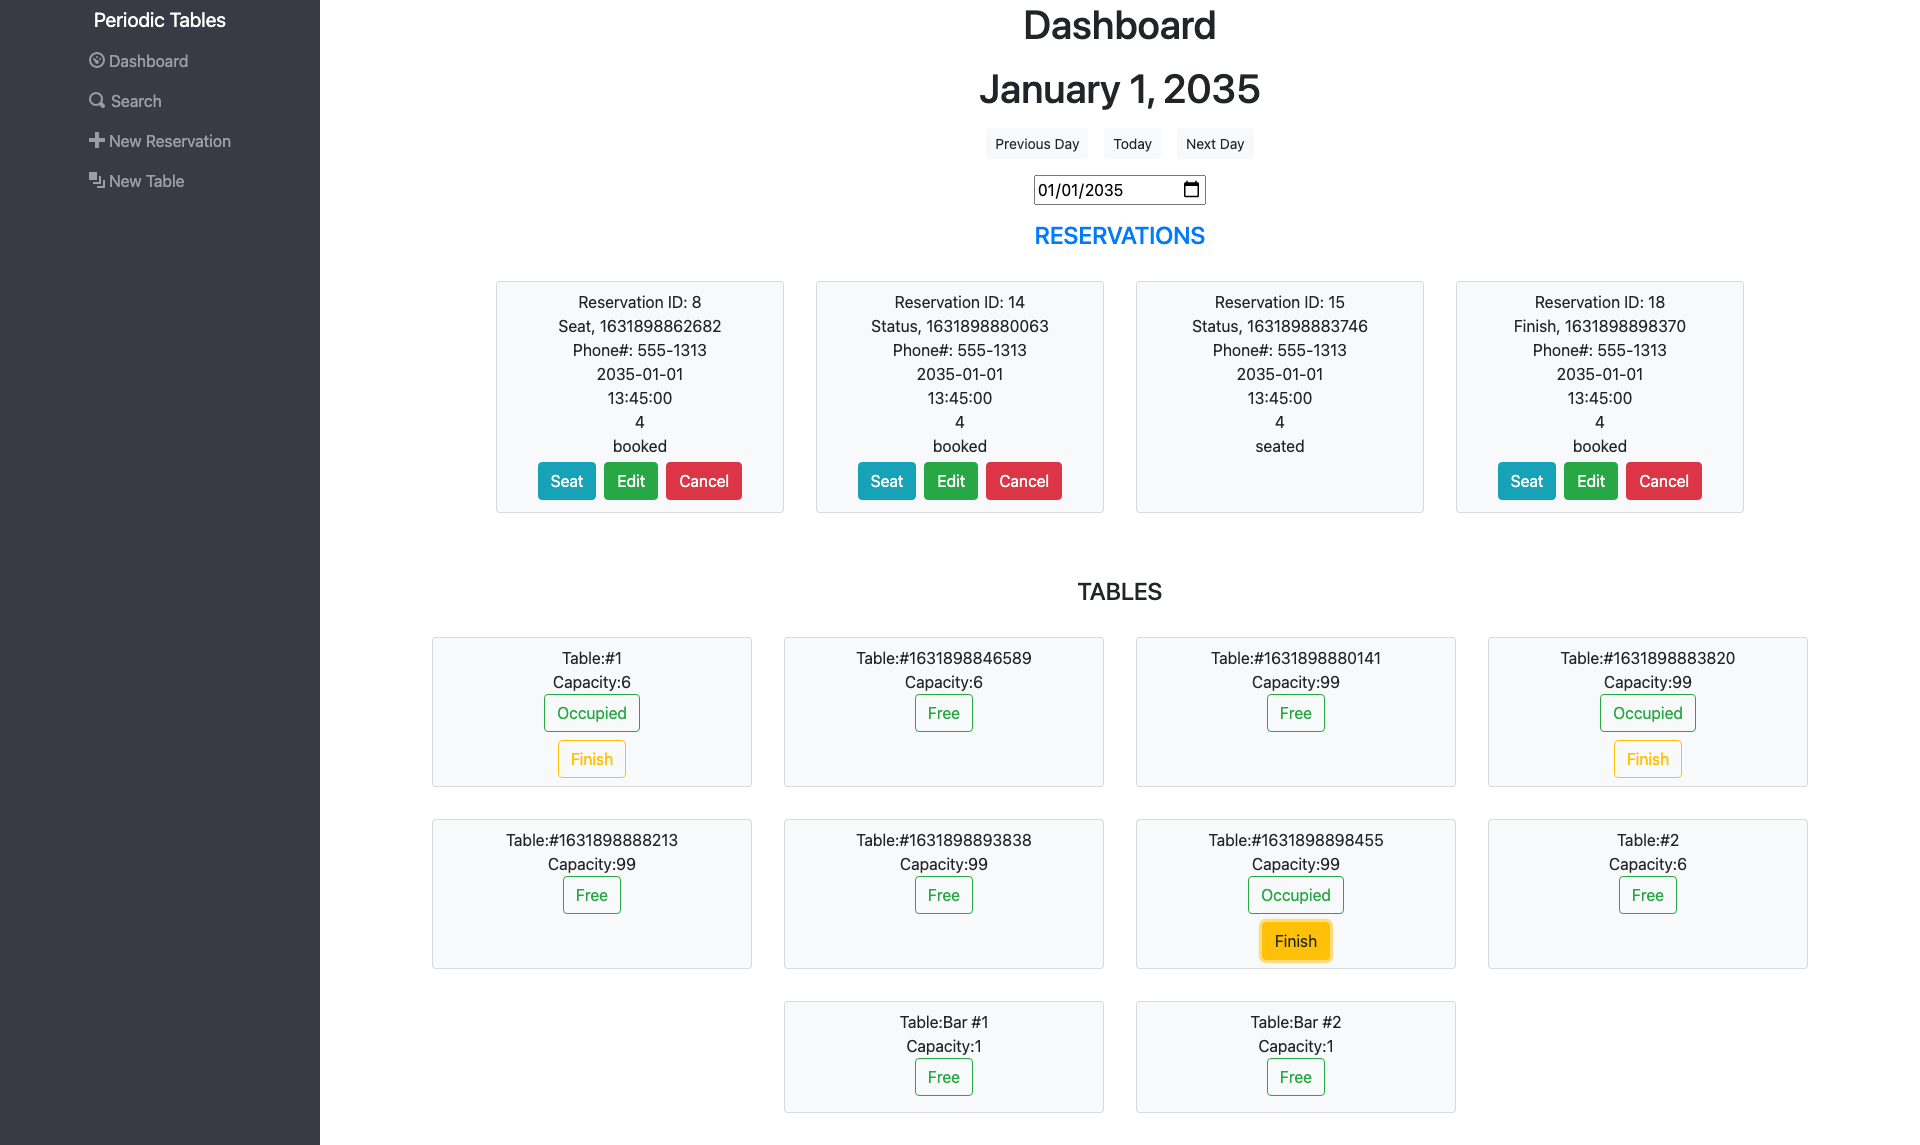 Periodic Tables
Dashboard
Search
New Reservation
New Table
Dashboard
January 1, 2035
Previous Day Today Next Day
01/01/2035
RESERVATIONS
Reservation ID: 8
Seat, 1631898862682
Phone#: 555-1313
2035-01-01
13:45:00
4
booked
Seat Edit Cancel
Reservation ID: 14
Status, 1631898880063
Phone#: 555-1313
2035-01-01
13:45:00
4
booked
Seat Edit Cancel
Reservation ID: 15
Status, 1631898883746
Phone#: 555-1313
2035-01-01
13:45:00
4
seated
Reservation ID: 18
Finish, 1631898898370
Phone#: 555-1313
2035-01-01
13:45:00
4
booked
Seat Edit Cancel
TABLES
Table:#1
Capacity:6
Occupied
Finish
Table:#1631898846589
Capacity:6
Free
Table:#1631898880141
Capacity:99
Free
Table:#1631898883820
Capacity:99
Occupied
Finish
Table:#1631898888213
Capacity:99
Free
Table:#1631898893838
Capacity:99
Free
Table:#1631898898455
Capacity:99
Occupied
Finish
Table:#2
Capacity:6
Free
Table:Bar #1
Capacity:1
Free
Table:Bar #2
Capacity:1
Free